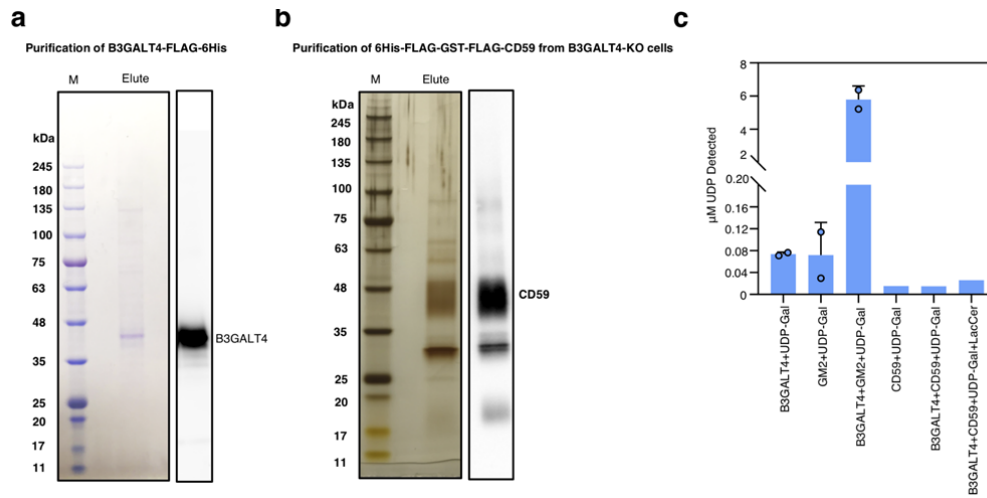 a
Purification of B3GALT4-FLAG-6His
M Elute
kDa
245
180
135
100
75
63
48
35
25
20
17
11
B3GALT4
b
Purification of 6His-FLAG-GST-FLAG-CD59 from B3GALT4-KO cells
M Elute
kDa
245
180
135
100
75
63
48
35
25
20
17
11
CD59
c
µM UDP Detected
8
6
4
2
0.20
0.16
0.12
0.08
0.04
0
B3GALT4+UDP-Gal
GM2+UDP-Gal
B3GALT4+GM2+UDP-Gal
CD59+UDP-Gal
B3GALT4+CD59+UDP-Gal
B3GALT4+CD59+UDP-Gal+LacCer